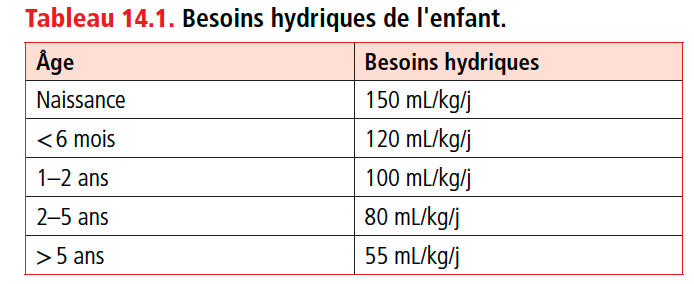 Tableau 14.1. Besoins hydriques de l'enfant.
Âge Besoins hydriques
Naissance 150 mL/kg/j
<6 mois 120 mL/kg/j
1–2 ans 100 mL/kg/j
2–5 ans 80 mL/kg/j
> 5 ans 55 mL/kg/j